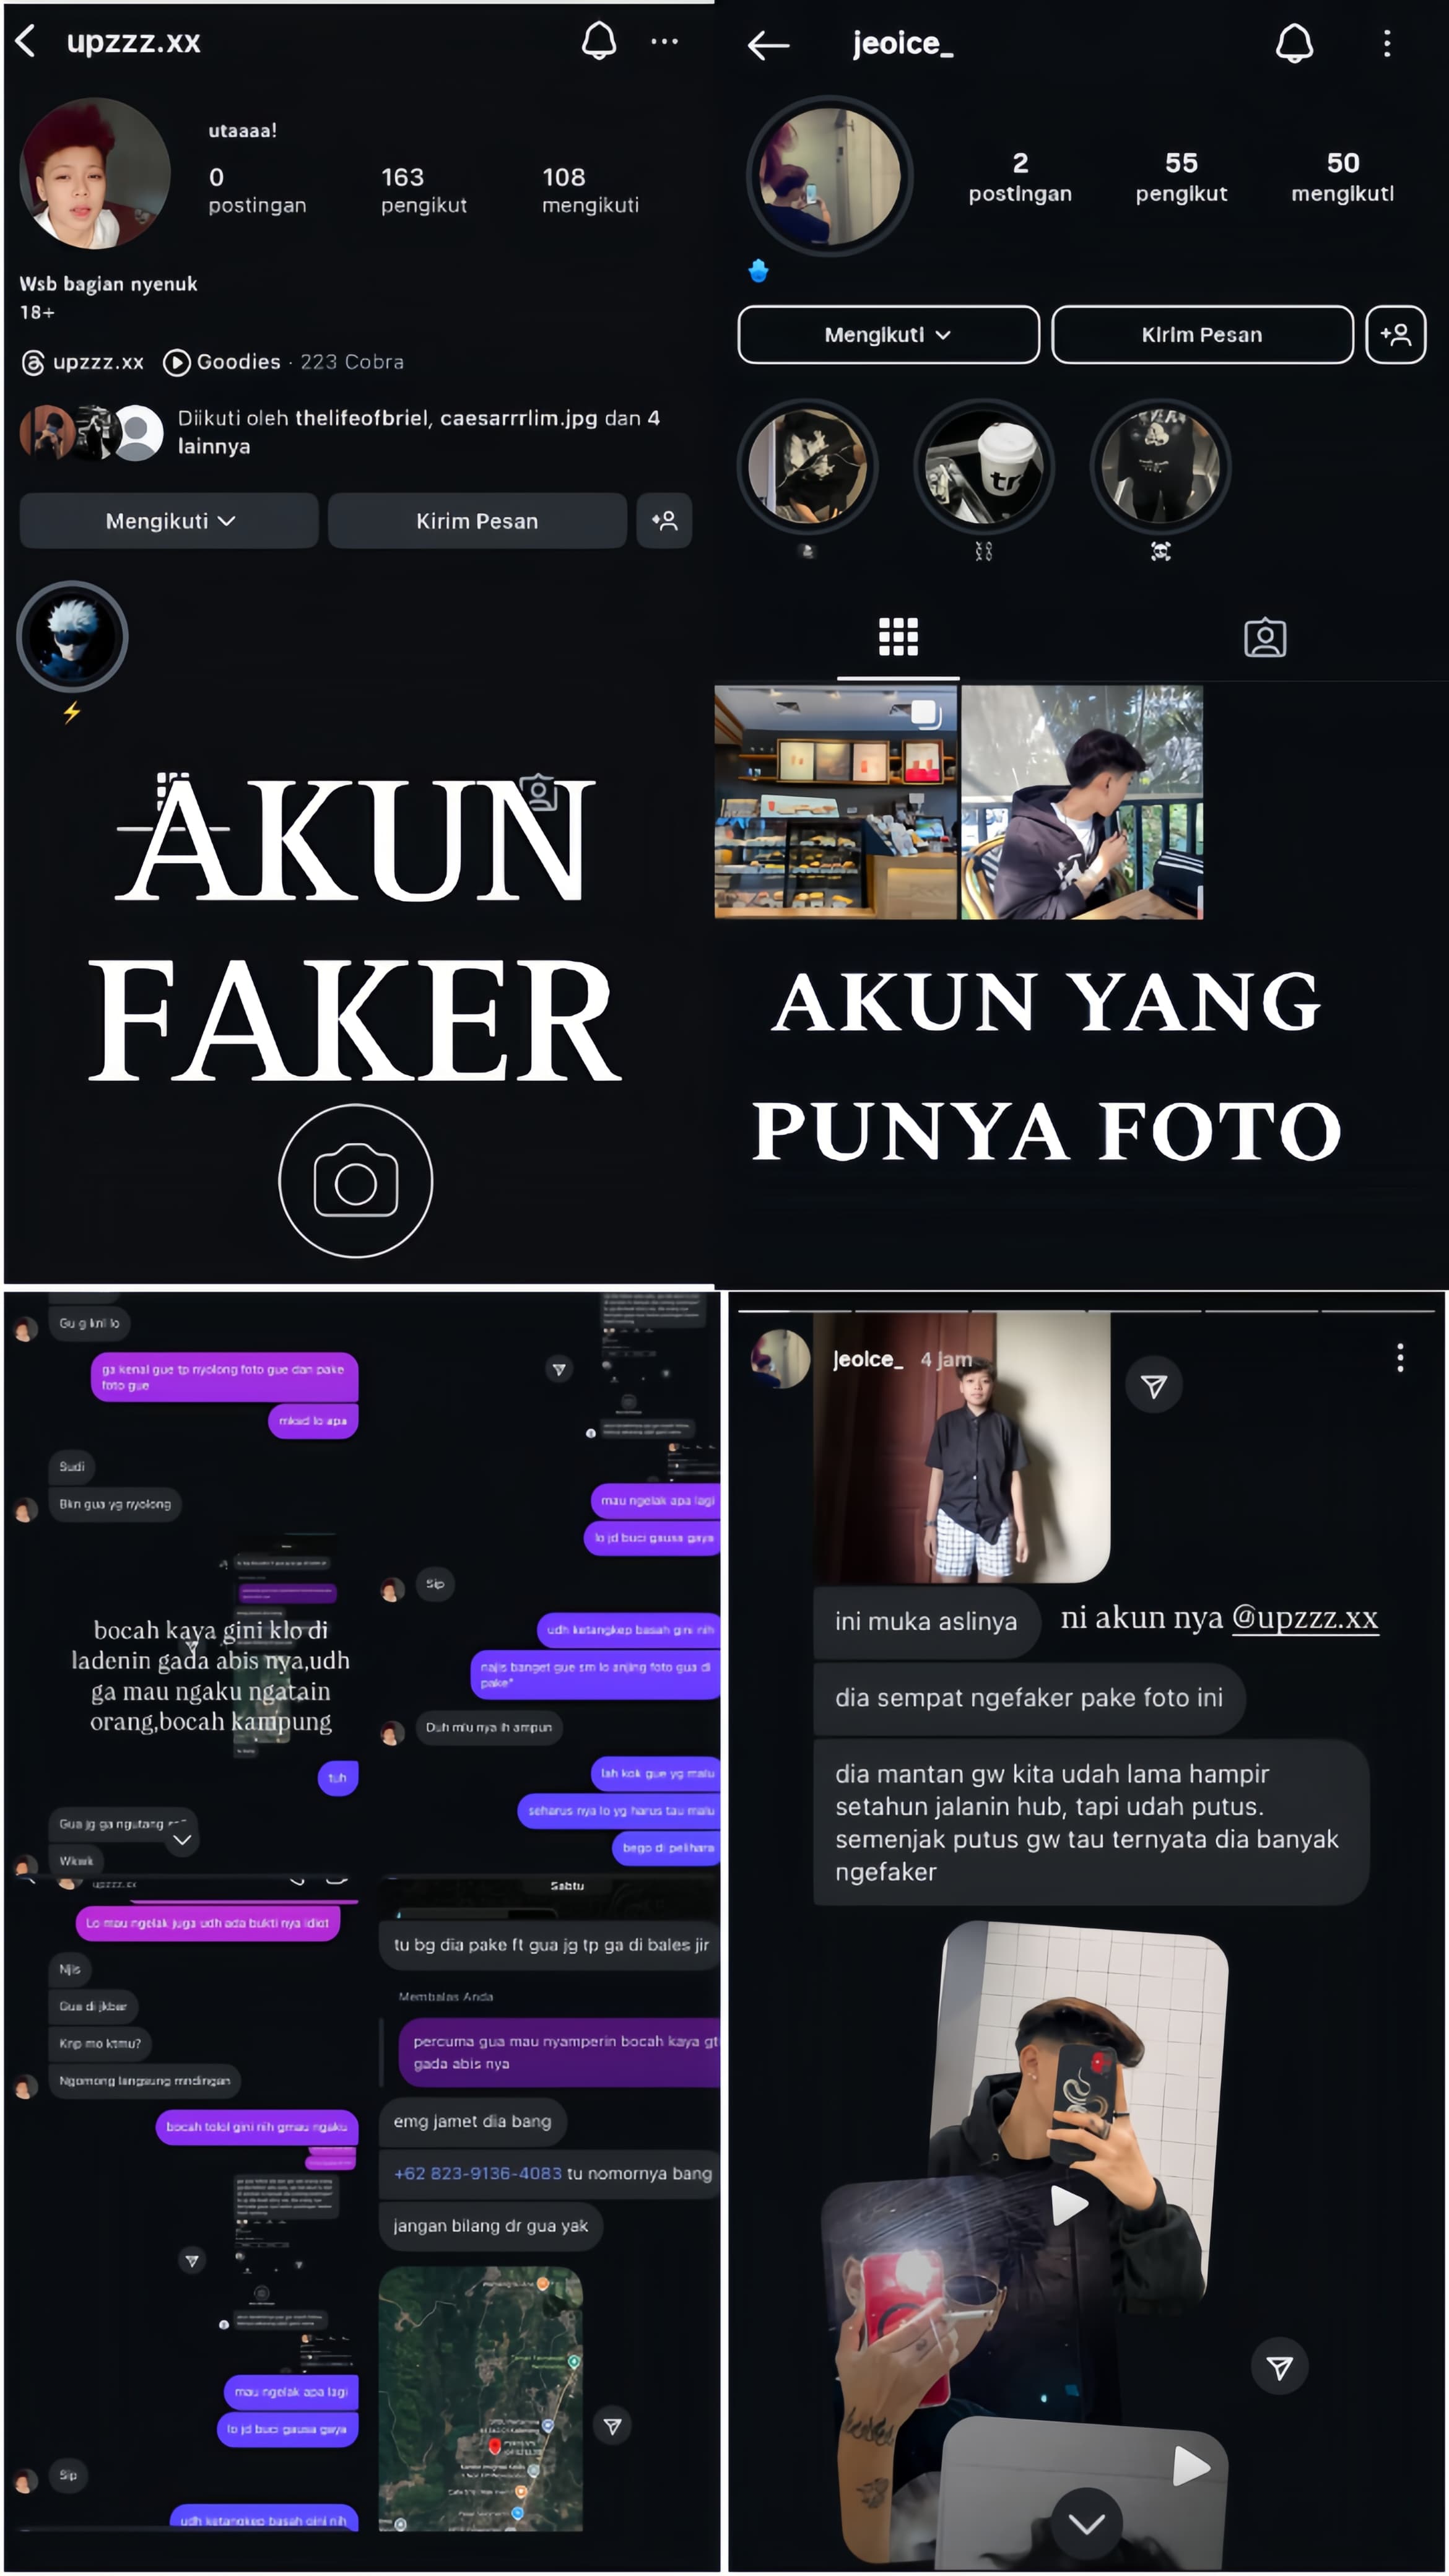 upzzz.xx
utaaaa!
0
163
108
postingan
pengikut
mengikuti
Wsb bagian nyenuk
18+
upzzz.xx
Goodies · 223 Cobra
Diikuti oleh thelifeofbriel, caesarrrlim.jpg dan 4
lainnya
Mengikuti
Kirim Pesan
AKUN
FAKER
jeoice_
2
55
50
postingan
pengikut
mengikuti
Mengikuti
Kirim Pesan
tr
AKUN YANG
PUNYA FOTO
Gu g knl lo
ga kenal gue tp nyolong foto gue dan pake
foto gue
mksd lo apa
Sudi
Bkn gua yg nyolong
bocah kaya gini klo di
ladenin gada abis nya,udh
ga mau ngaku ngatain
orang,bocah kampung
tuh
Gua jg ga ngutang
Wkwk
mau ngelak apa lagi
lo jd buci gausa gaya
Sip
udh ketangkep basah gini nih
najis banget gue sm lo anjing foto gua di
pake"
Duh mlu nya ih ampun
lah kok gue yg malu
seharus nya lo yg harus tau malu
bego di pelihara
upzzz.xx
Lo mau ngelak juga udh ada bukti nya idiot
Njis
Gua di jkbar
Knp mo ktmu?
Ngomong langsung mndingan
bocah tolol gini nih gmau ngaku
mau ngelak apa lagi
lo jd buci gausa gaya
Sip
udh ketangkep basah gini nih
Sabtu
tu bg dia pake ft gua jg tp ga di bales jir
Membalas Anda
percuma gua mau nyamperin bocah kaya gt
gada abis nya
emg jamet dia bang
+62 823-9136-4083 tu nomornya bang
jangan bilang dr gua yak
jeoice_ 4 jam
ini muka aslinya
ni akun nya @upzzz.xx
dia sempat ngefaker pake foto ini
dia mantan gw kita udah lama hampir
setahun jalanin hub, tapi udah putus.
semenjak putus gw tau ternyata dia banyak
ngefaker